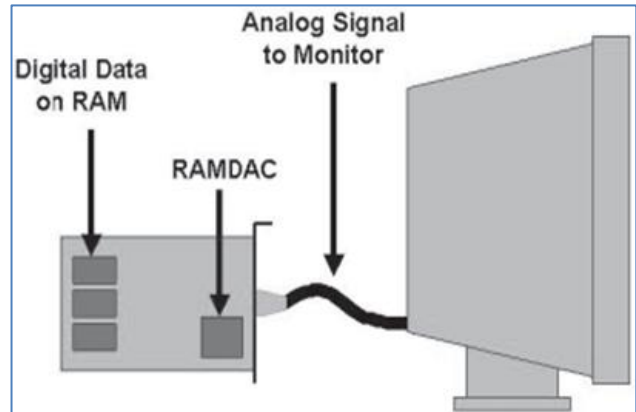 Analog Signal
to Monitor
Digital Data
on RAM
RAMDAC